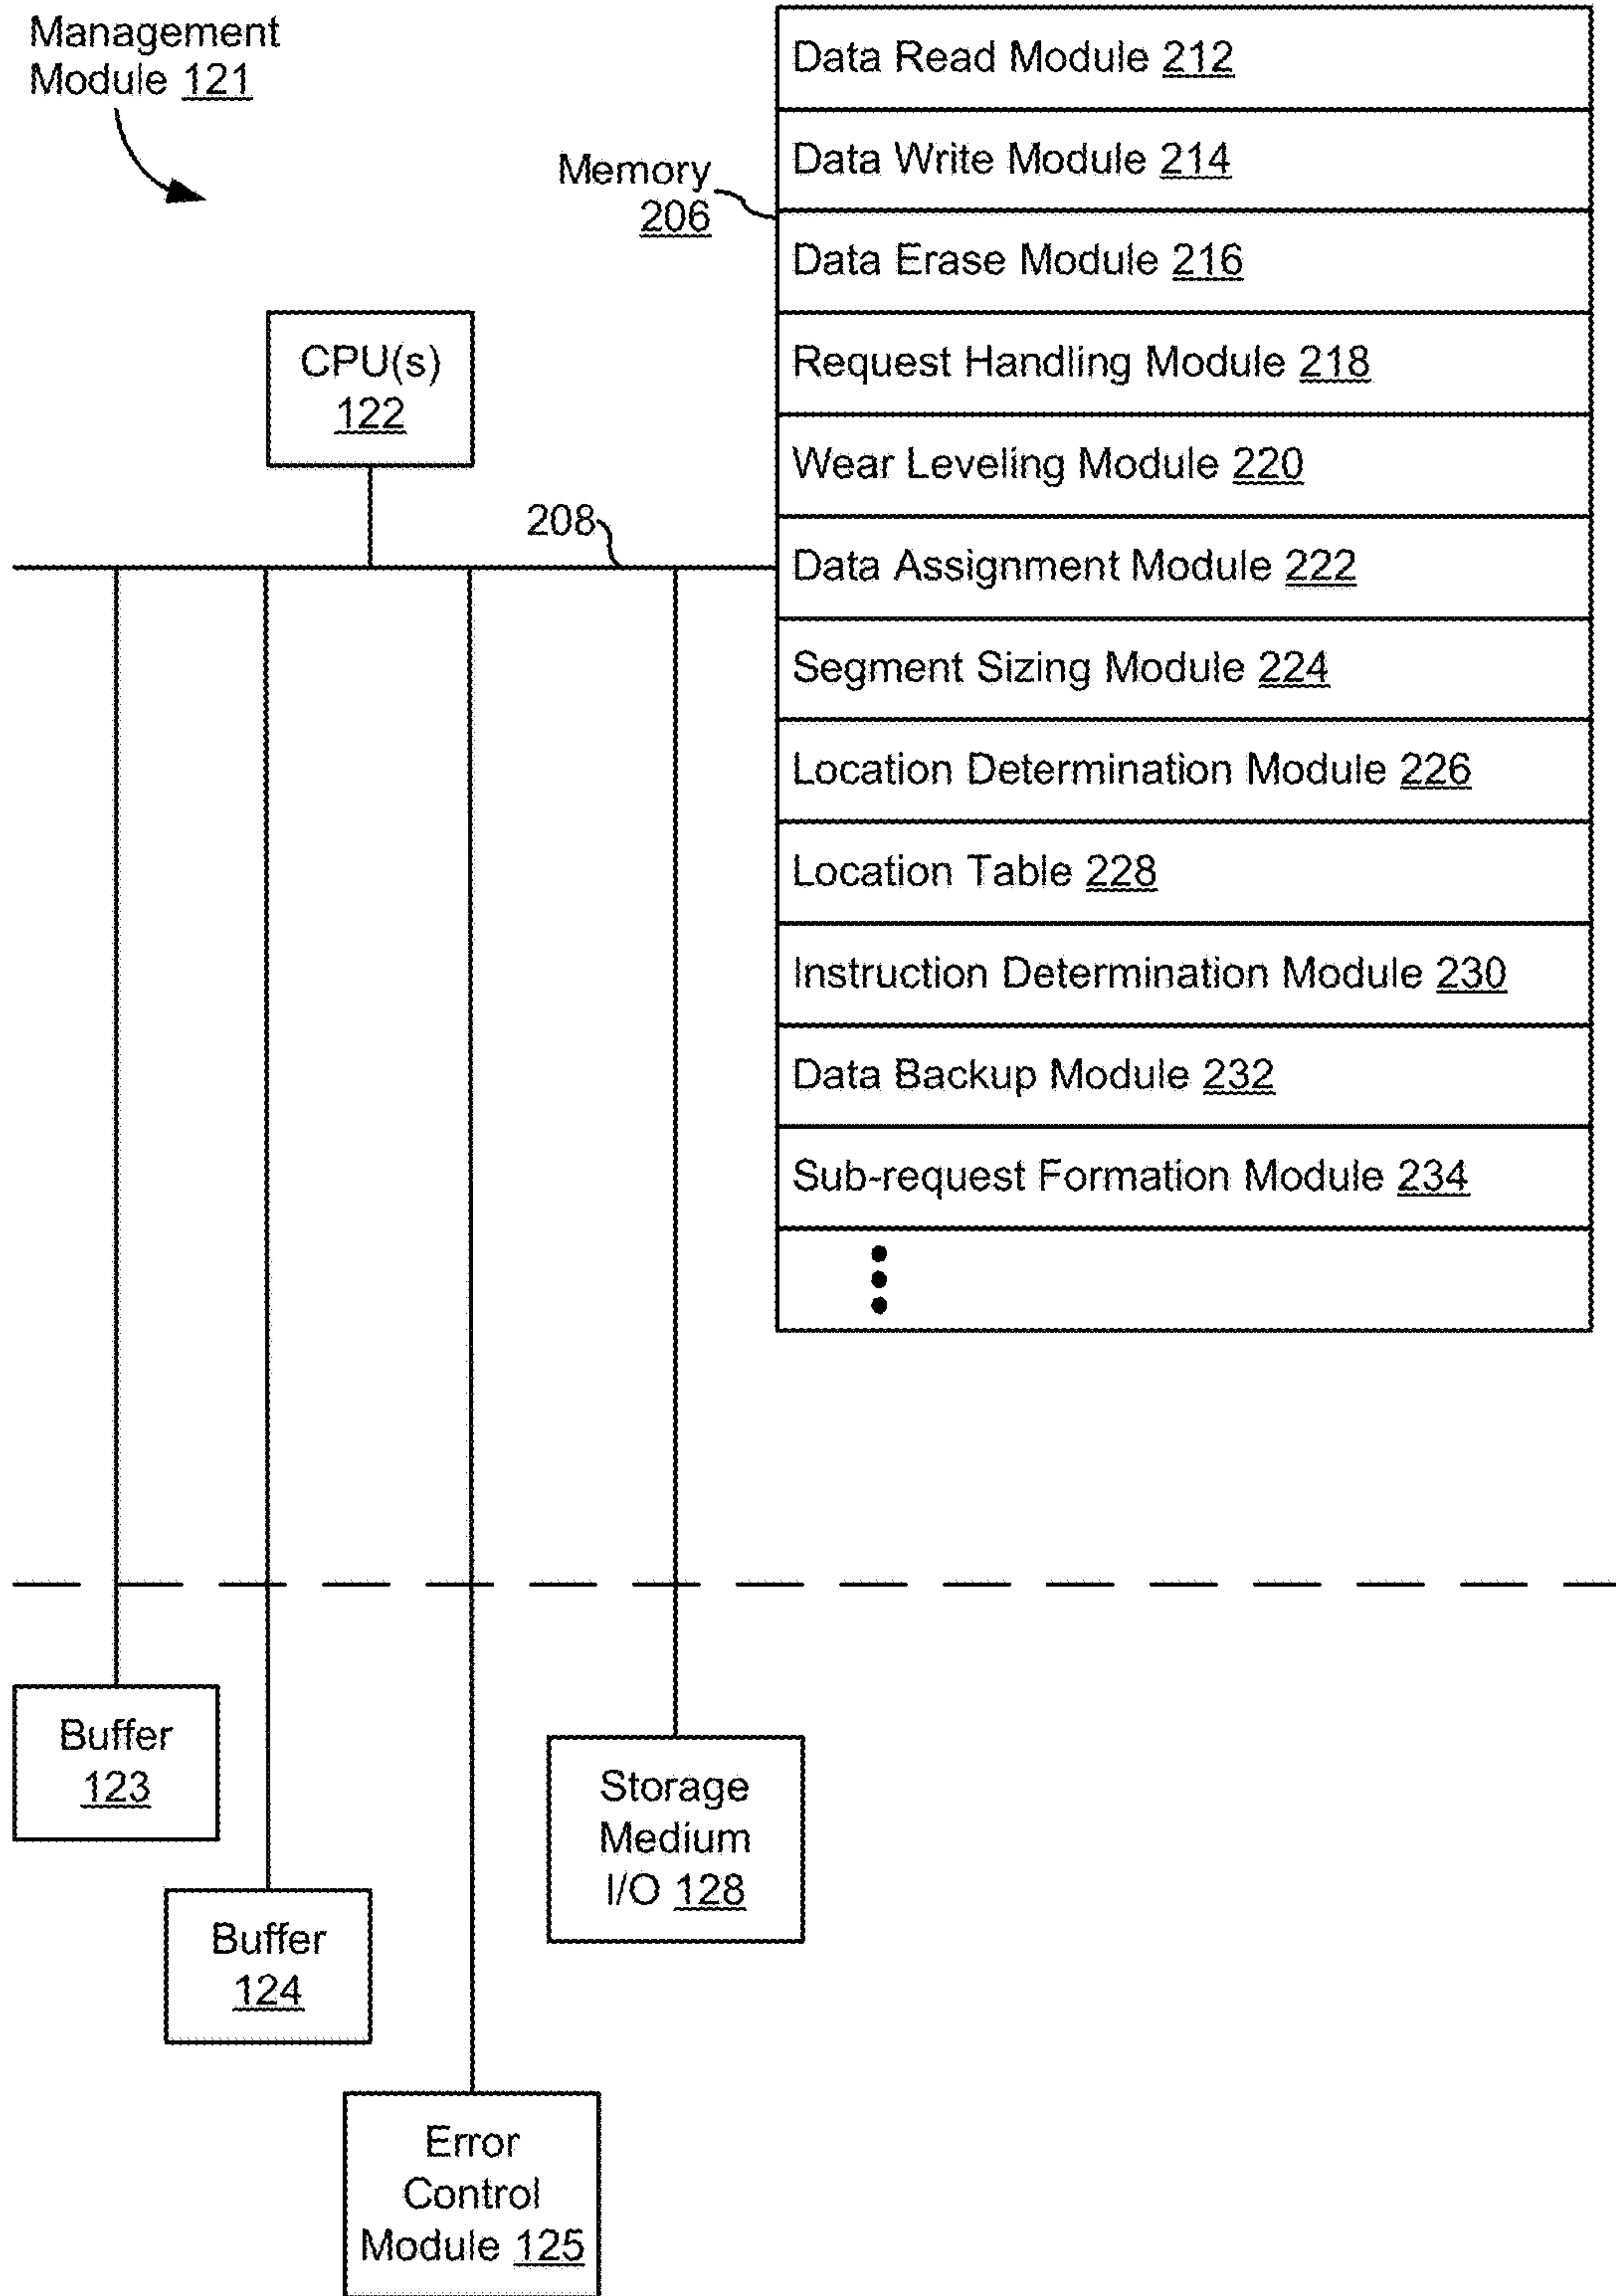 Management
Module 121
Data Read Module 212
Data Write Module 214
Memory
206
Data Erase Module 216
CPU(s)
122
Request Handling Module 218
Wear Leveling Module 220
208
Data Assignment Module 222
Segment Sizing Module 224
Location Determination Module 226
Location Table 228
Instruction Determination Module 230
Data Backup Module 232
Sub-request Formation Module 234
Buffer
123
Storage
Medium
I/O 128
Buffer
124
Error
Control
Module 125